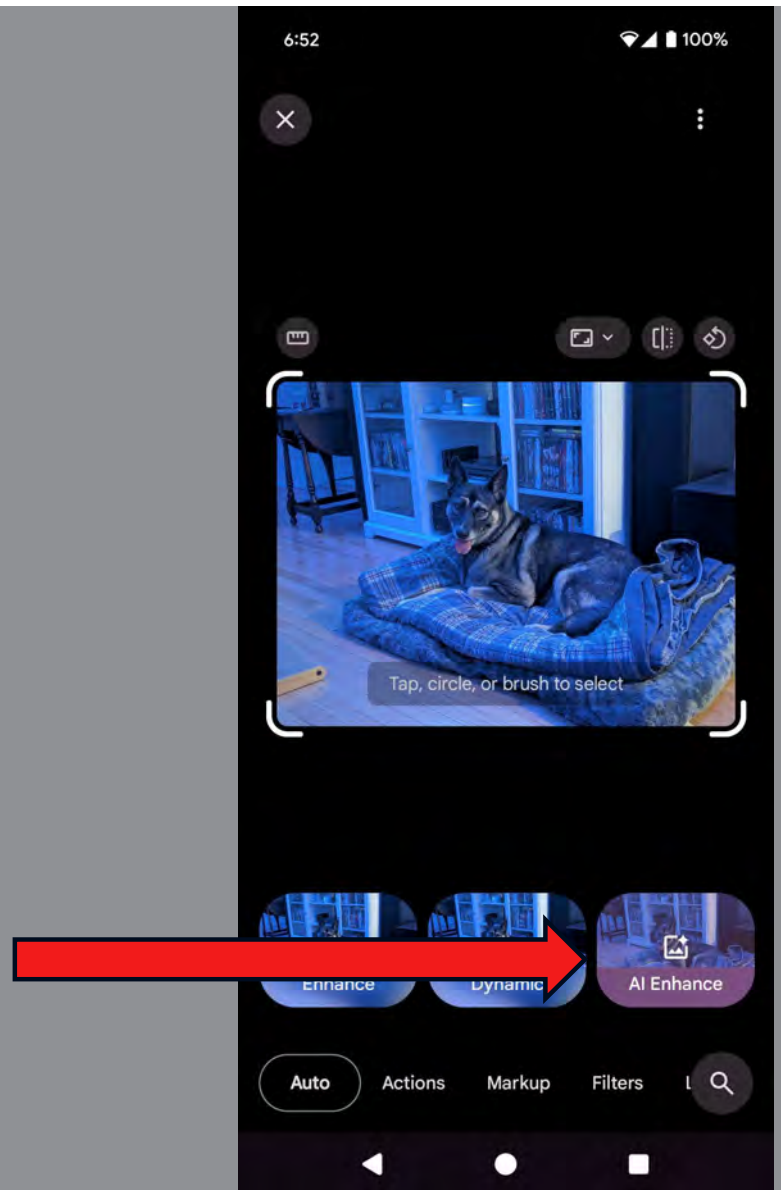 6:52 100%
Tap, circle, or brush to select
Enhance Dynamic AI Enhance
Auto Actions Markup Filters L